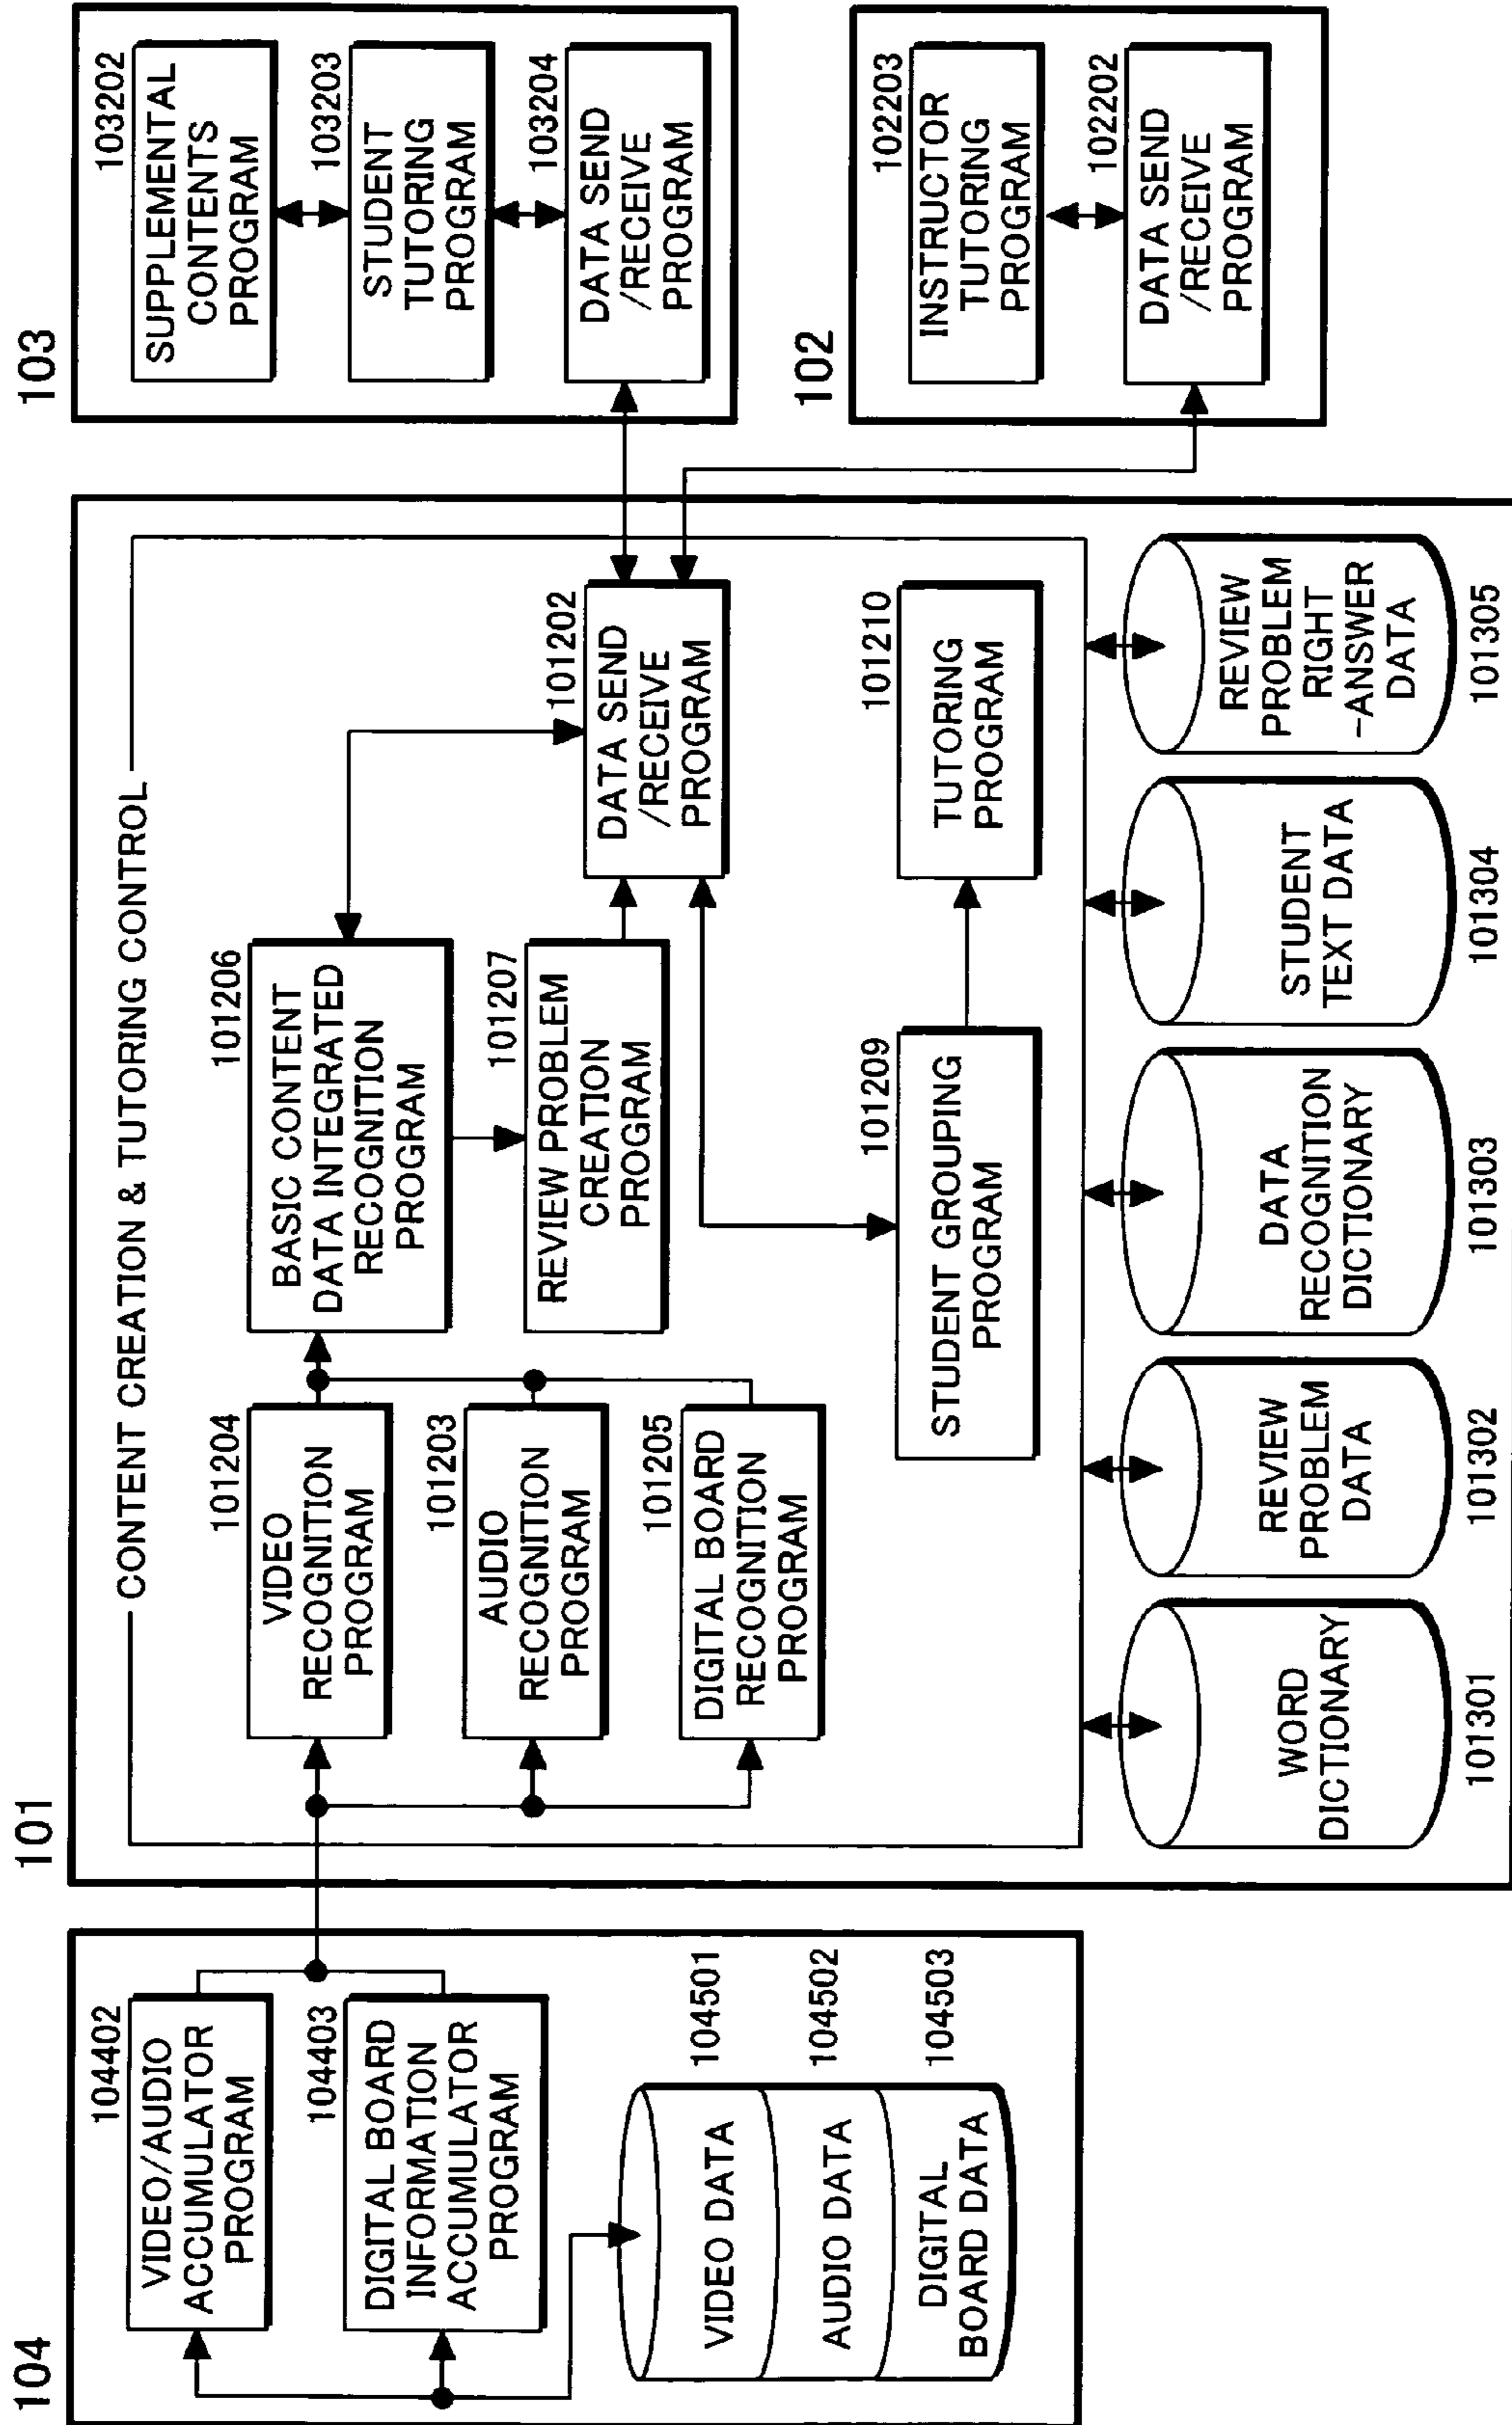 104
104402
VIDEO/AUDIO
ACCUMULATOR
PROGRAM
104403
DIGITAL BOARD
INFORMATION
ACCUMULATOR
PROGRAM
VIDEO DATA
104501
AUDIO DATA
104502
DIGITAL
BOARD DATA
104503
101
CONTENT CREATION & TUTORING CONTROL
101204
VIDEO
RECOGNITION
PROGRAM
101203
AUDIO
RECOGNITION
PROGRAM
101205
DIGITAL BOARD
RECOGNITION
PROGRAM
101206
BASIC CONTENT
DATA INTEGRATED
RECOGNITION
PROGRAM
101207
REVIEW PROBLEM
CREATION
PROGRAM
101202
DATA SEND
/RECEIVE
PROGRAM
101209
STUDENT GROUPING
PROGRAM
101210
TUTORING
PROGRAM
WORD
DICTIONARY
101301
REVIEW
PROBLEM
DATA
101302
DATA
RECOGNITION
DICTIONARY
101303
STUDENT
TEXT DATA
101304
REVIEW
PROBLEM
RIGHT
-ANSWER
DATA
101305
103
103202
SUPPLEMENTAL
CONTENTS
PROGRAM
103203
STUDENT
TUTORING
PROGRAM
103204
DATA SEND
/RECEIVE
PROGRAM
102
102203
INSTRUCTOR
TUTORING
PROGRAM
102202
DATA SEND
/RECEIVE
PROGRAM